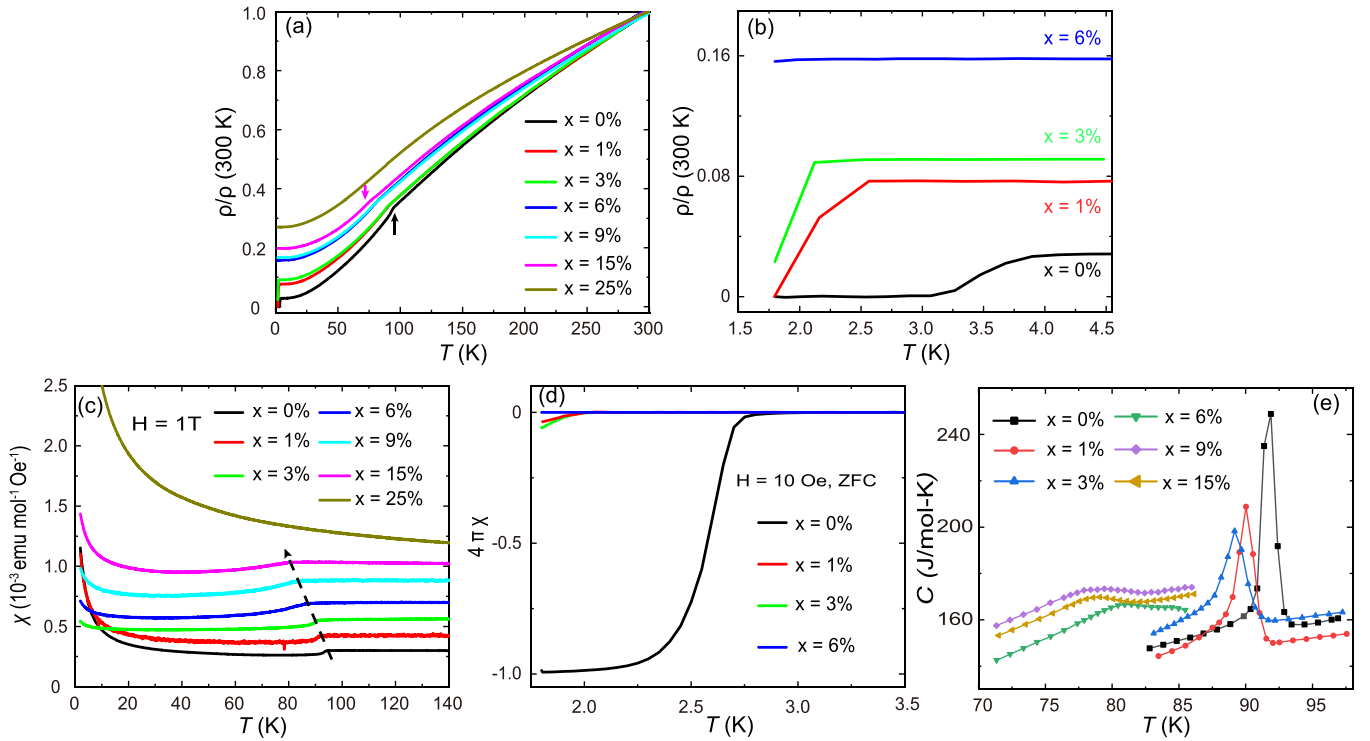 (a)
ρ/ρ (300 K)
1.0
0.8
0.6
0.4
0.2
0
x = 0%
x = 1%
x = 3%
x = 6%
x = 9%
x = 15%
x = 25%
0 50 100 150 200 250 300
T (K)
(b)
ρ/ρ (300 K)
0.16
0.08
0
x = 6%
x = 3%
x = 1%
x = 0%
1.5 2.0 2.5 3.0 3.5 4.0 4.5
T (K)
(c)
H = 1T
χ (10⁻³ emu mol⁻¹ Oe⁻¹)
2.5
2.0
1.5
1.0
0.5
0
x = 0% x = 6%
x = 1% x = 9%
x = 3% x = 15%
x = 25%
0 20 40 60 80 100 120 140
T (K)
(d)
4 π χ
0
-0.5
-1.0
H = 10 Oe, ZFC
x = 0%
x = 1%
x = 3%
x = 6%
2.0 2.5 3.0 3.5
T (K)
(e)
C (J/mol-K)
240
200
160
x = 0% x = 6%
x = 1% x = 9%
x = 3% x = 15%
70 75 80 85 90 95
T (K)